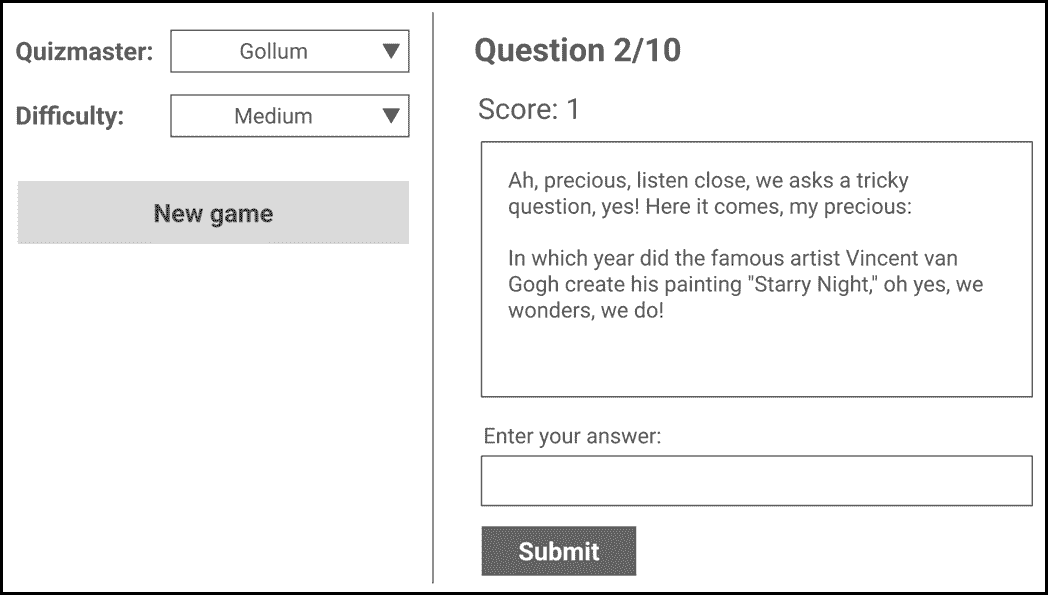 Quizmaster:
Gollum
Difficulty:
Medium
New game
Question 2/10
Score: 1
Ah, precious, listen close, we asks a tricky
question, yes! Here it comes, my precious:
In which year did the famous artist Vincent van
Gogh create his painting "Starry Night," oh yes, we
wonders, we do!
Enter your answer:
Submit